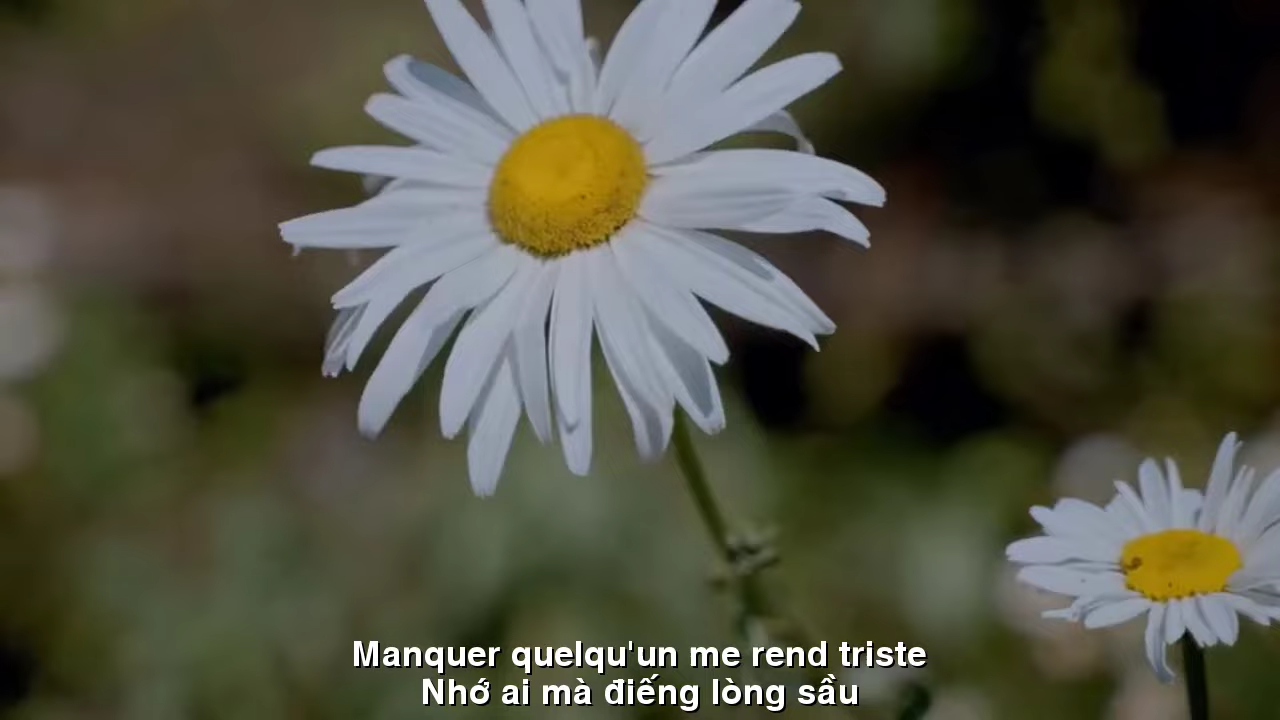 Manquer quelqu'un me rend triste
Nhớ ai mà điếng lòng sầu